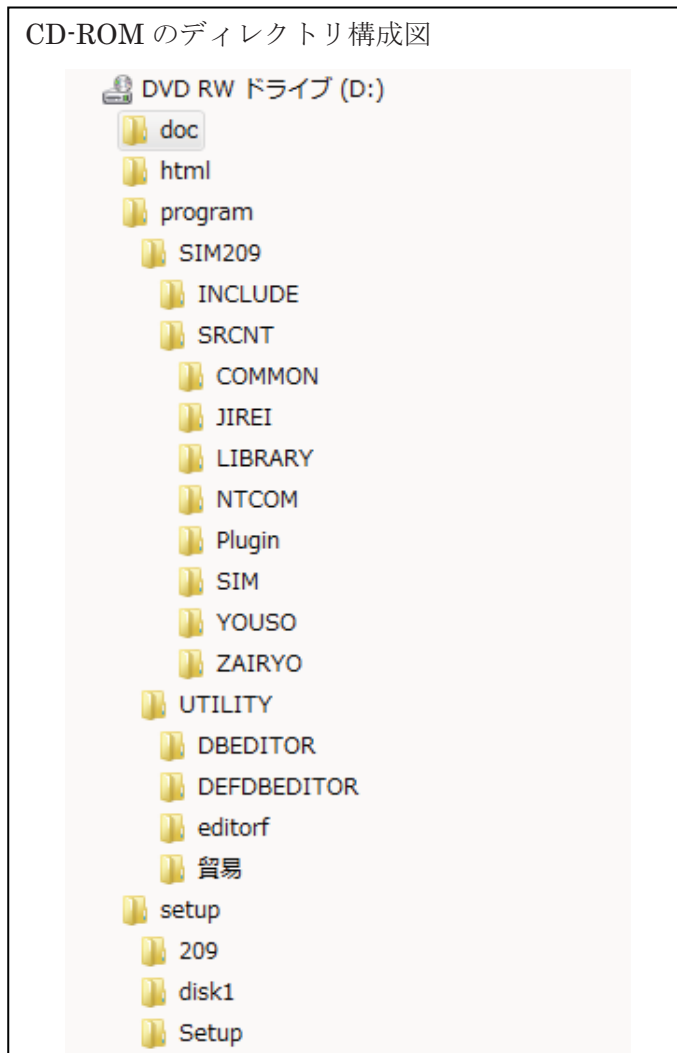 CD-ROM のディレクトリ構成図
DVD RW ドライブ (D:)
doc
html
program
SIM209
INCLUDE
SRCNT
COMMON
JIREI
LIBRARY
NTCOM
Plugin
SIM
YOUSO
ZAIRYO
UTILITY
DBEDITOR
DEFDBEDITOR
editorf
貿易
setup
209
disk1
Setup